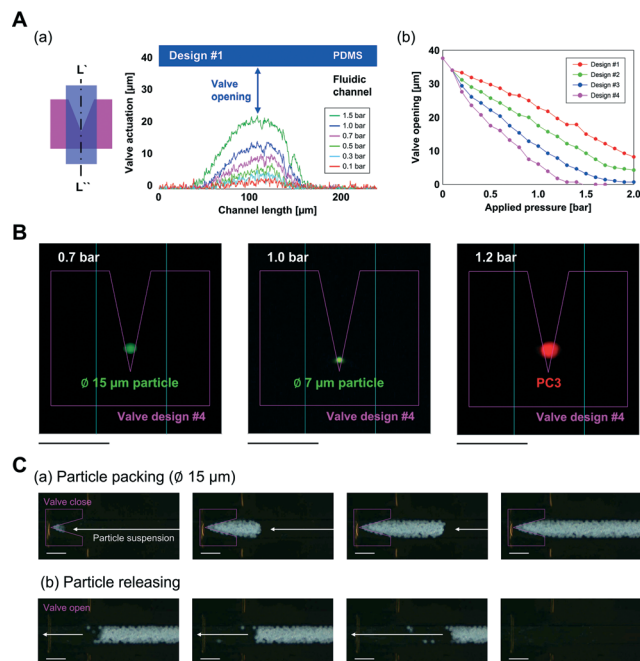 A
(a)
L`
L``
Valve actuation [µm]
40
30
20
10
0
Design #1
PDMS
Valve
opening
Fluidic
channel
1.5 bar
1.0 bar
0.7 bar
0.5 bar
0.3 bar
0.1 bar
0
100
200
Channel length [µm]
(b)
Valve opening [µm]
40
30
20
10
0
Design #1
Design #2
Design #3
Design #4
0
0.5
1.0
1.5
2.0
Applied pressure [bar]
B
0.7 bar
Ø 15 µm particle
Valve design #4
1.0 bar
Ø 7 µm particle
Valve design #4
1.2 bar
PC3
Valve design #4
C
(a) Particle packing (Ø 15 µm)
Valve close
Particle suspension
(b) Particle releasing
Valve open